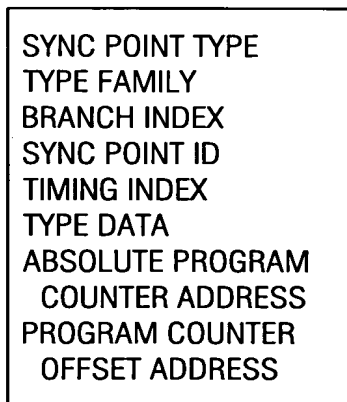 SYNC POINT TYPE
TYPE FAMILY
BRANCH INDEX
SYNC POINT ID
TIMING INDEX
TYPE DATA
ABSOLUTE PROGRAM
COUNTER ADDRESS
PROGRAM COUNTER
OFFSET ADDRESS